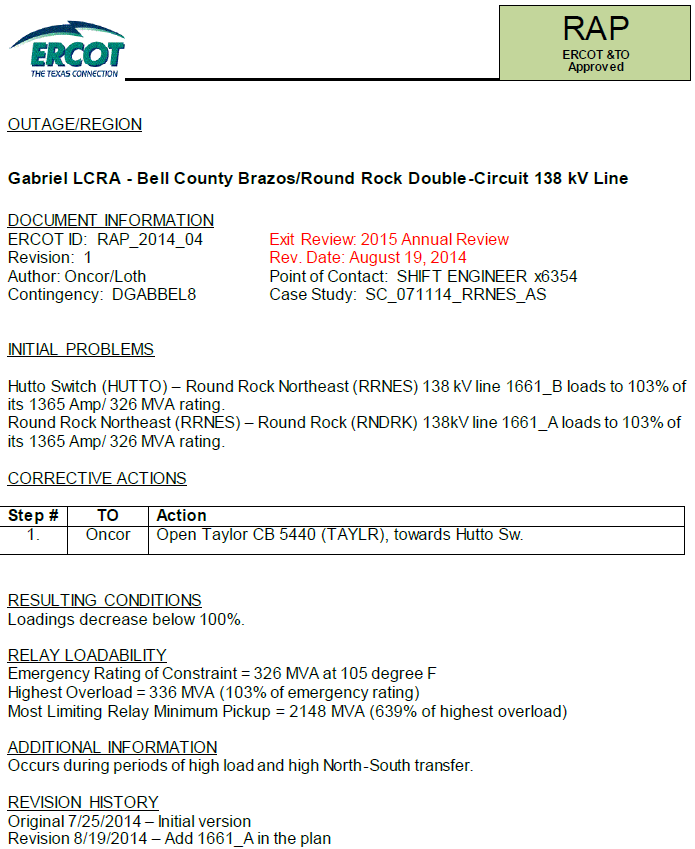 ERCOT
THE TEXAS CONNECTION
RAP
ERCOT &TO
Approved
OUTAGE/REGION
Gabriel LCRA - Bell County Brazos/Round Rock Double-Circuit 138 kV Line
DOCUMENT INFORMATION
ERCOT ID: RAP_2014_04 Exit Review: 2015 Annual Review
Revision: 1 Rev. Date: August 19, 2014
Author: Oncor/Loth Point of Contact: SHIFT ENGINEER x6354
Contingency: DGABBEL8 Case Study: SC_071114_RRNES_AS
INITIAL PROBLEMS
Hutto Switch (HUTTO) – Round Rock Northeast (RRNES) 138 kV line 1661_B loads to 103% of
its 1365 Amp/ 326 MVA rating.
Round Rock Northeast (RRNES) – Round Rock (RNDRK) 138kV line 1661_A loads to 103% of
its 1365 Amp/ 326 MVA rating.
CORRECTIVE ACTIONS
Step # TO Action
1. Oncor Open Taylor CB 5440 (TAYLR), towards Hutto Sw.
RESULTING CONDITIONS
Loadings decrease below 100%.
RELAY LOADABILITY
Emergency Rating of Constraint = 326 MVA at 105 degree F
Highest Overload = 336 MVA (103% of emergency rating)
Most Limiting Relay Minimum Pickup = 2148 MVA (639% of highest overload)
ADDITIONAL INFORMATION
Occurs during periods of high load and high North-South transfer.
REVISION HISTORY
Original 7/25/2014 – Initial version
Revision 8/19/2014 – Add 1661_A in the plan